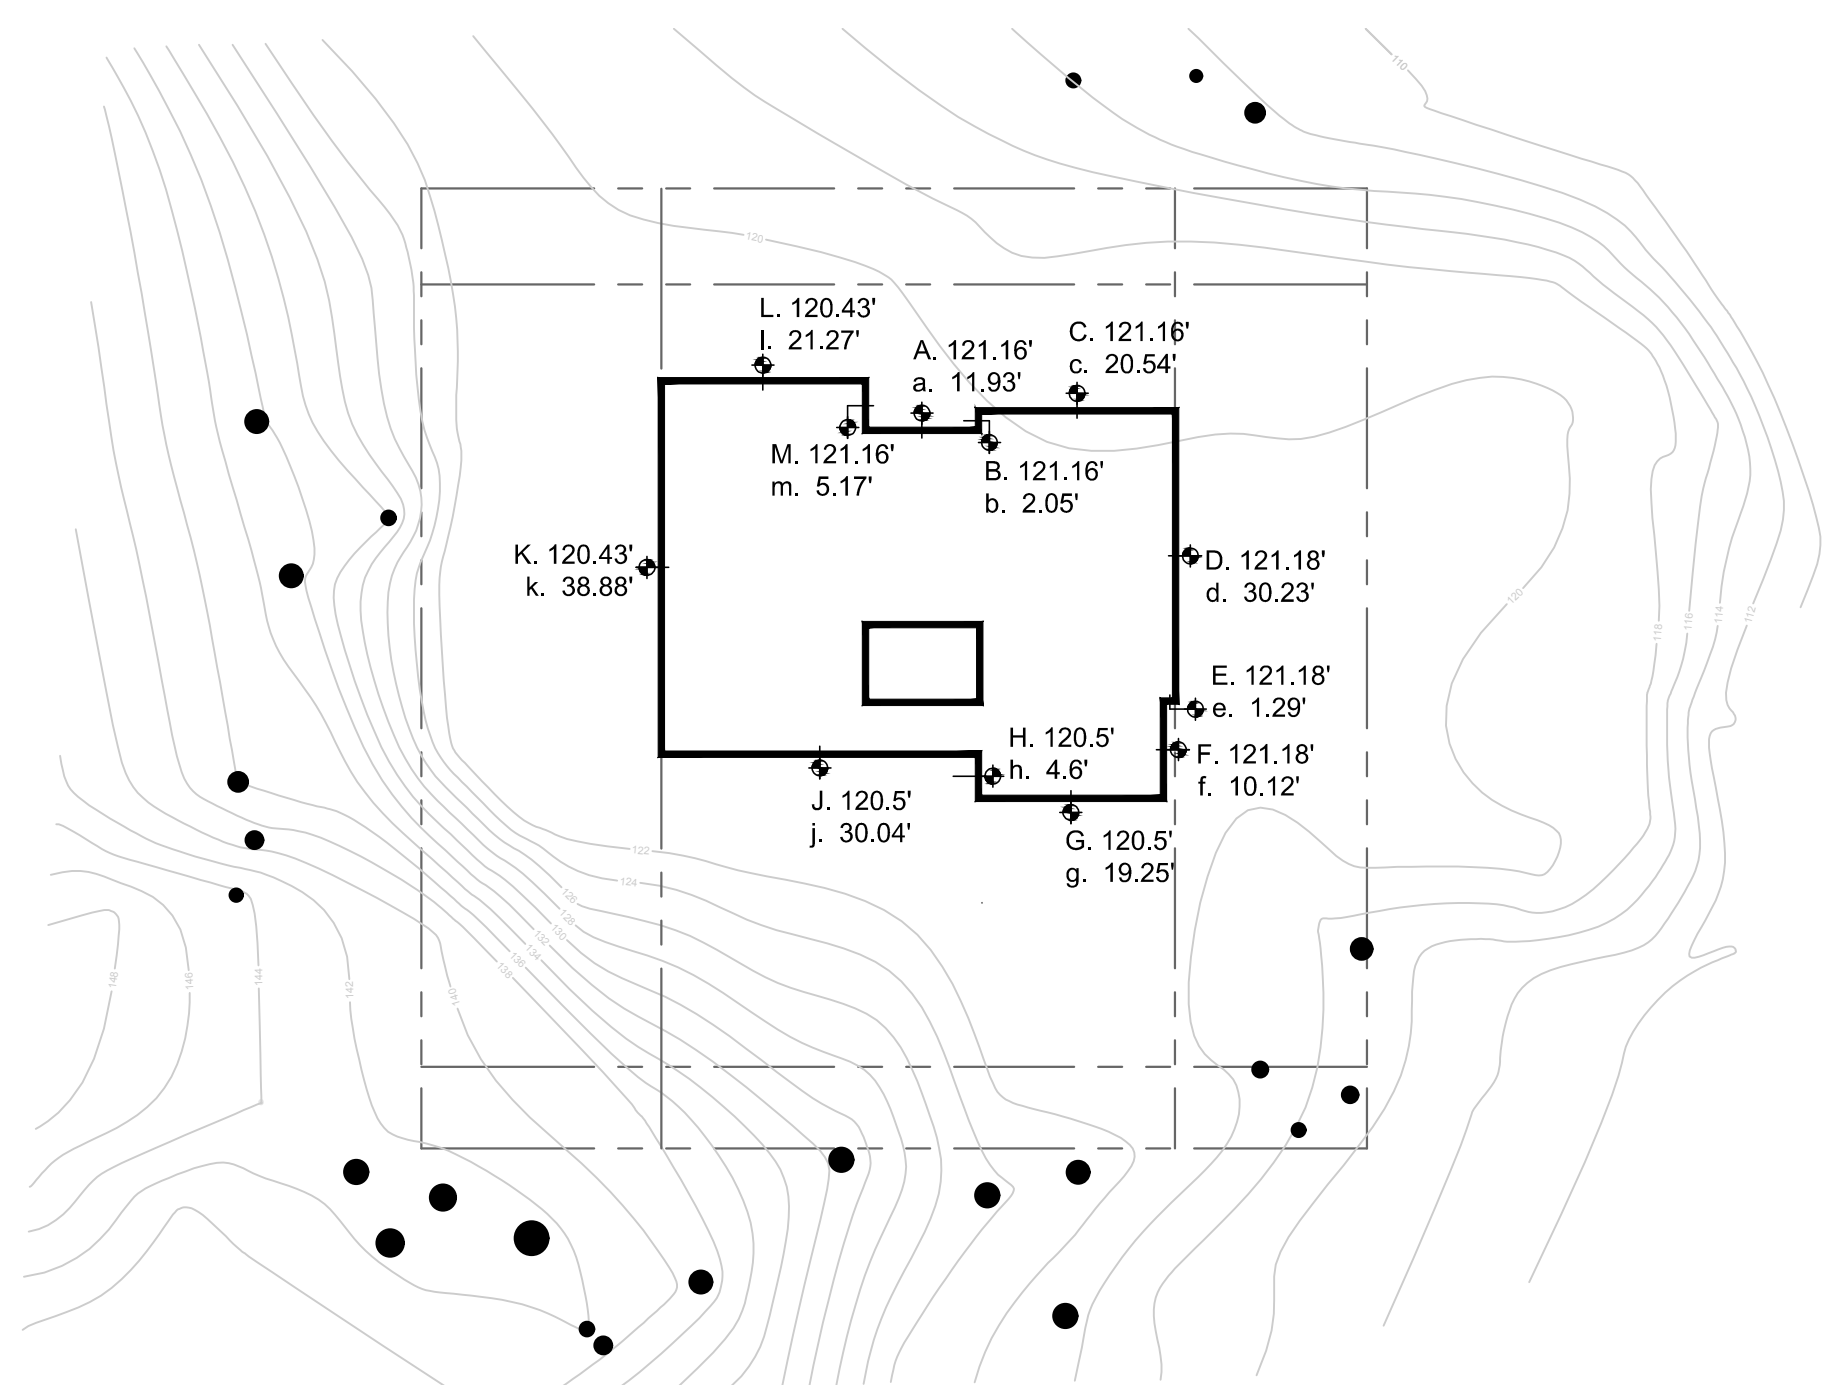 110
120
L. 120.43'
l. 21.27'
A. 121.16'
a. 11.93'
C. 121.16'
c. 20.54'
M. 121.16'
m. 5.17'
B. 121.16'
b. 2.05'
K. 120.43'
k. 38.88'
D. 121.18'
d. 30.23'
120
118
116
114
112
E. 121.18'
e. 1.29'
H. 120.5'
h. 4.6'
F. 121.18'
f. 10.12'
J. 120.5'
j. 30.04'
G. 120.5'
g. 19.25'
122
124
126
128
130
132
134
136
138
148
146
144
142
140